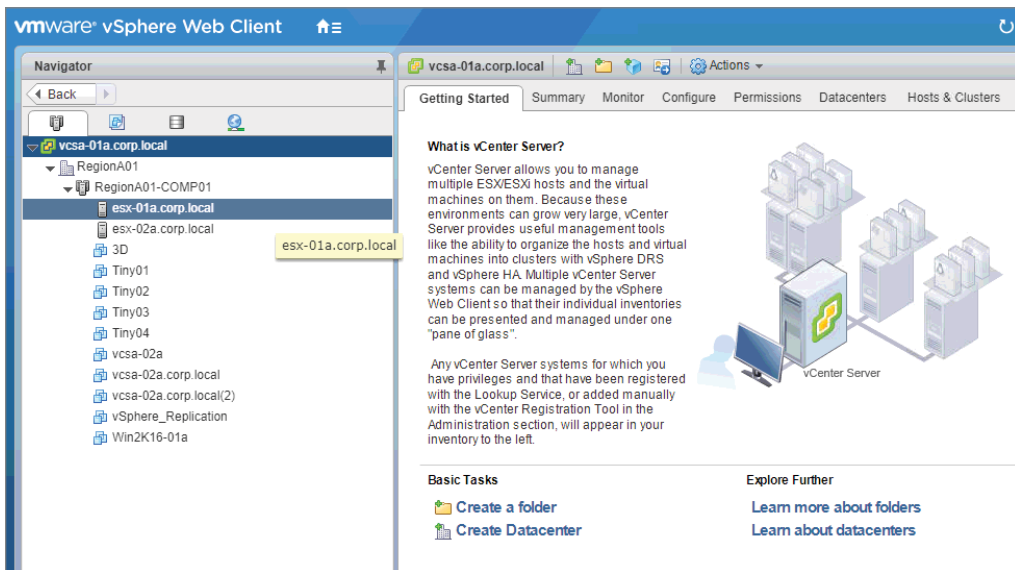 vmware® vSphere Web Client
Navigator
Back
vcsa-01a.corp.local
RegionA01
RegionA01-COMP01
esx-01a.corp.local
esx-02a.corp.local
esx-01a.corp.local
3D
Tiny01
Tiny02
Tiny03
Tiny04
vcsa-02a
vcsa-02a.corp.local
vcsa-02a.corp.local(2)
vSphere_Replication
Win2K16-01a
vcsa-01a.corp.local Actions
Getting Started Summary Monitor Configure Permissions Datacenters Hosts & Clusters
What is vCenter Server?
vCenter Server allows you to manage
multiple ESX/ESXi hosts and the virtual
machines on them. Because these
environments can grow very large, vCenter
Server provides useful management tools
like the ability to organize the hosts and virtual
machines into clusters with vSphere DRS
and vSphere HA. Multiple vCenter Server
systems can be managed by the vSphere
Web Client so that their individual inventories
can be presented and managed under one
"pane of glass".
Any vCenter Server systems for which you
have privileges and that have been registered
with the Lookup Service, or added manually
with the vCenter Registration Tool in the
Administration section, will appear in your
inventory to the left.
vCenter Server
Basic Tasks
Create a folder
Create Datacenter
Explore Further
Learn more about folders
Learn about datacenters